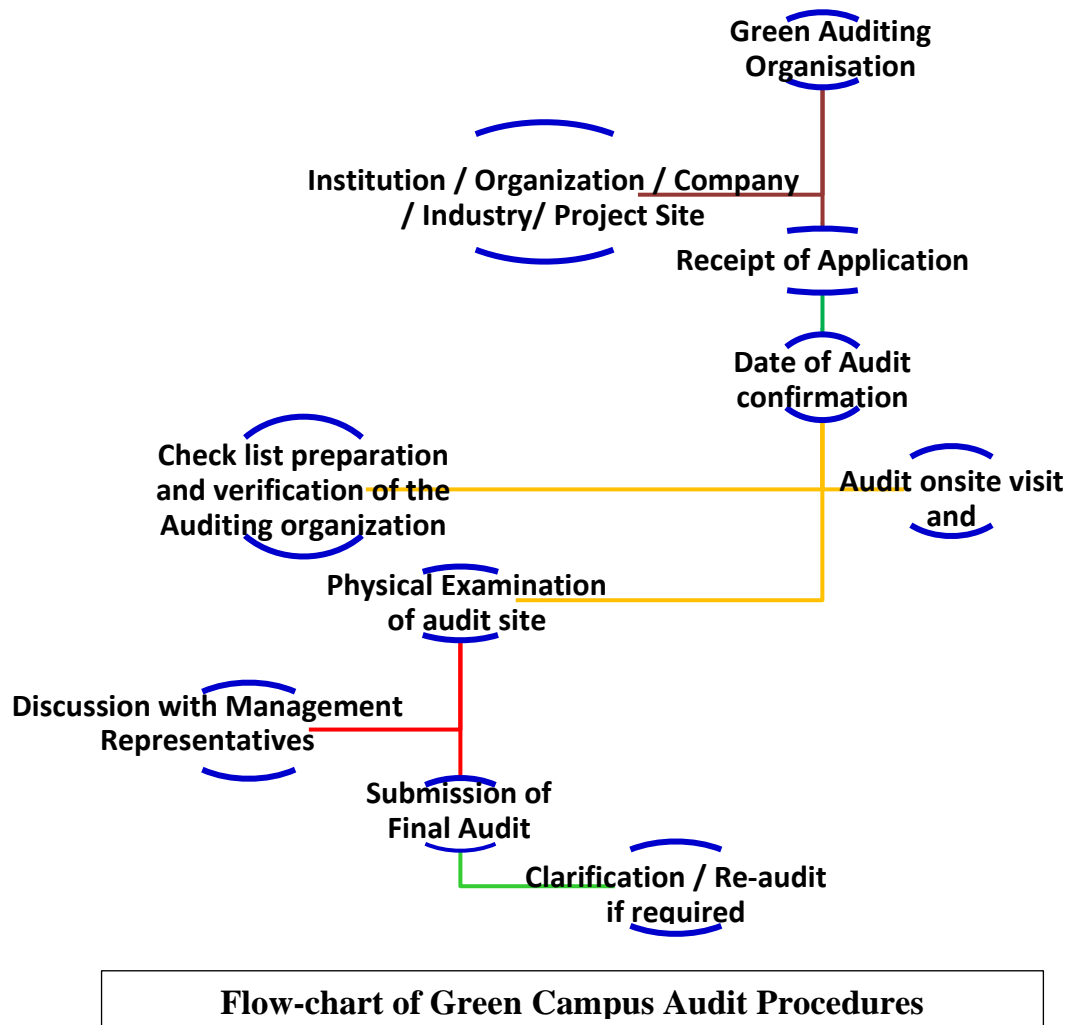 Green Auditing
Organisation
Institution / Organization / Company
/ Industry/ Project Site
Receipt of Application
Date of Audit
confirmation
Check list preparation
and verification of the
Auditing organization
Audit onsite visit
and
Physical Examination
of audit site
Discussion with Management
Representatives
Submission of
Final Audit
Clarification / Re-audit
if required
Flow-chart of Green Campus Audit Procedures